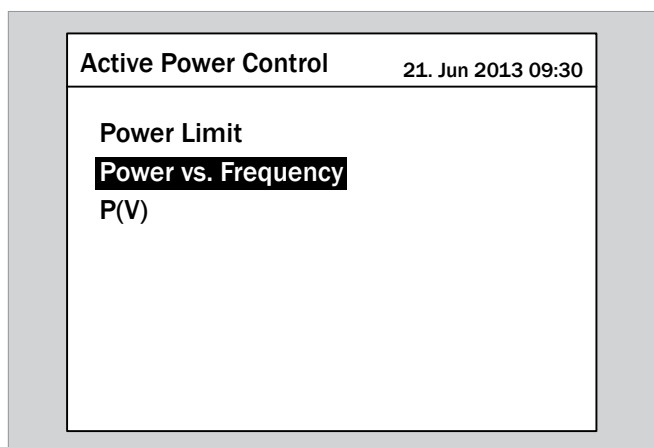 Active Power Control 21. Jun 2013 09:30
Power Limit
Power vs. Frequency
P(V)